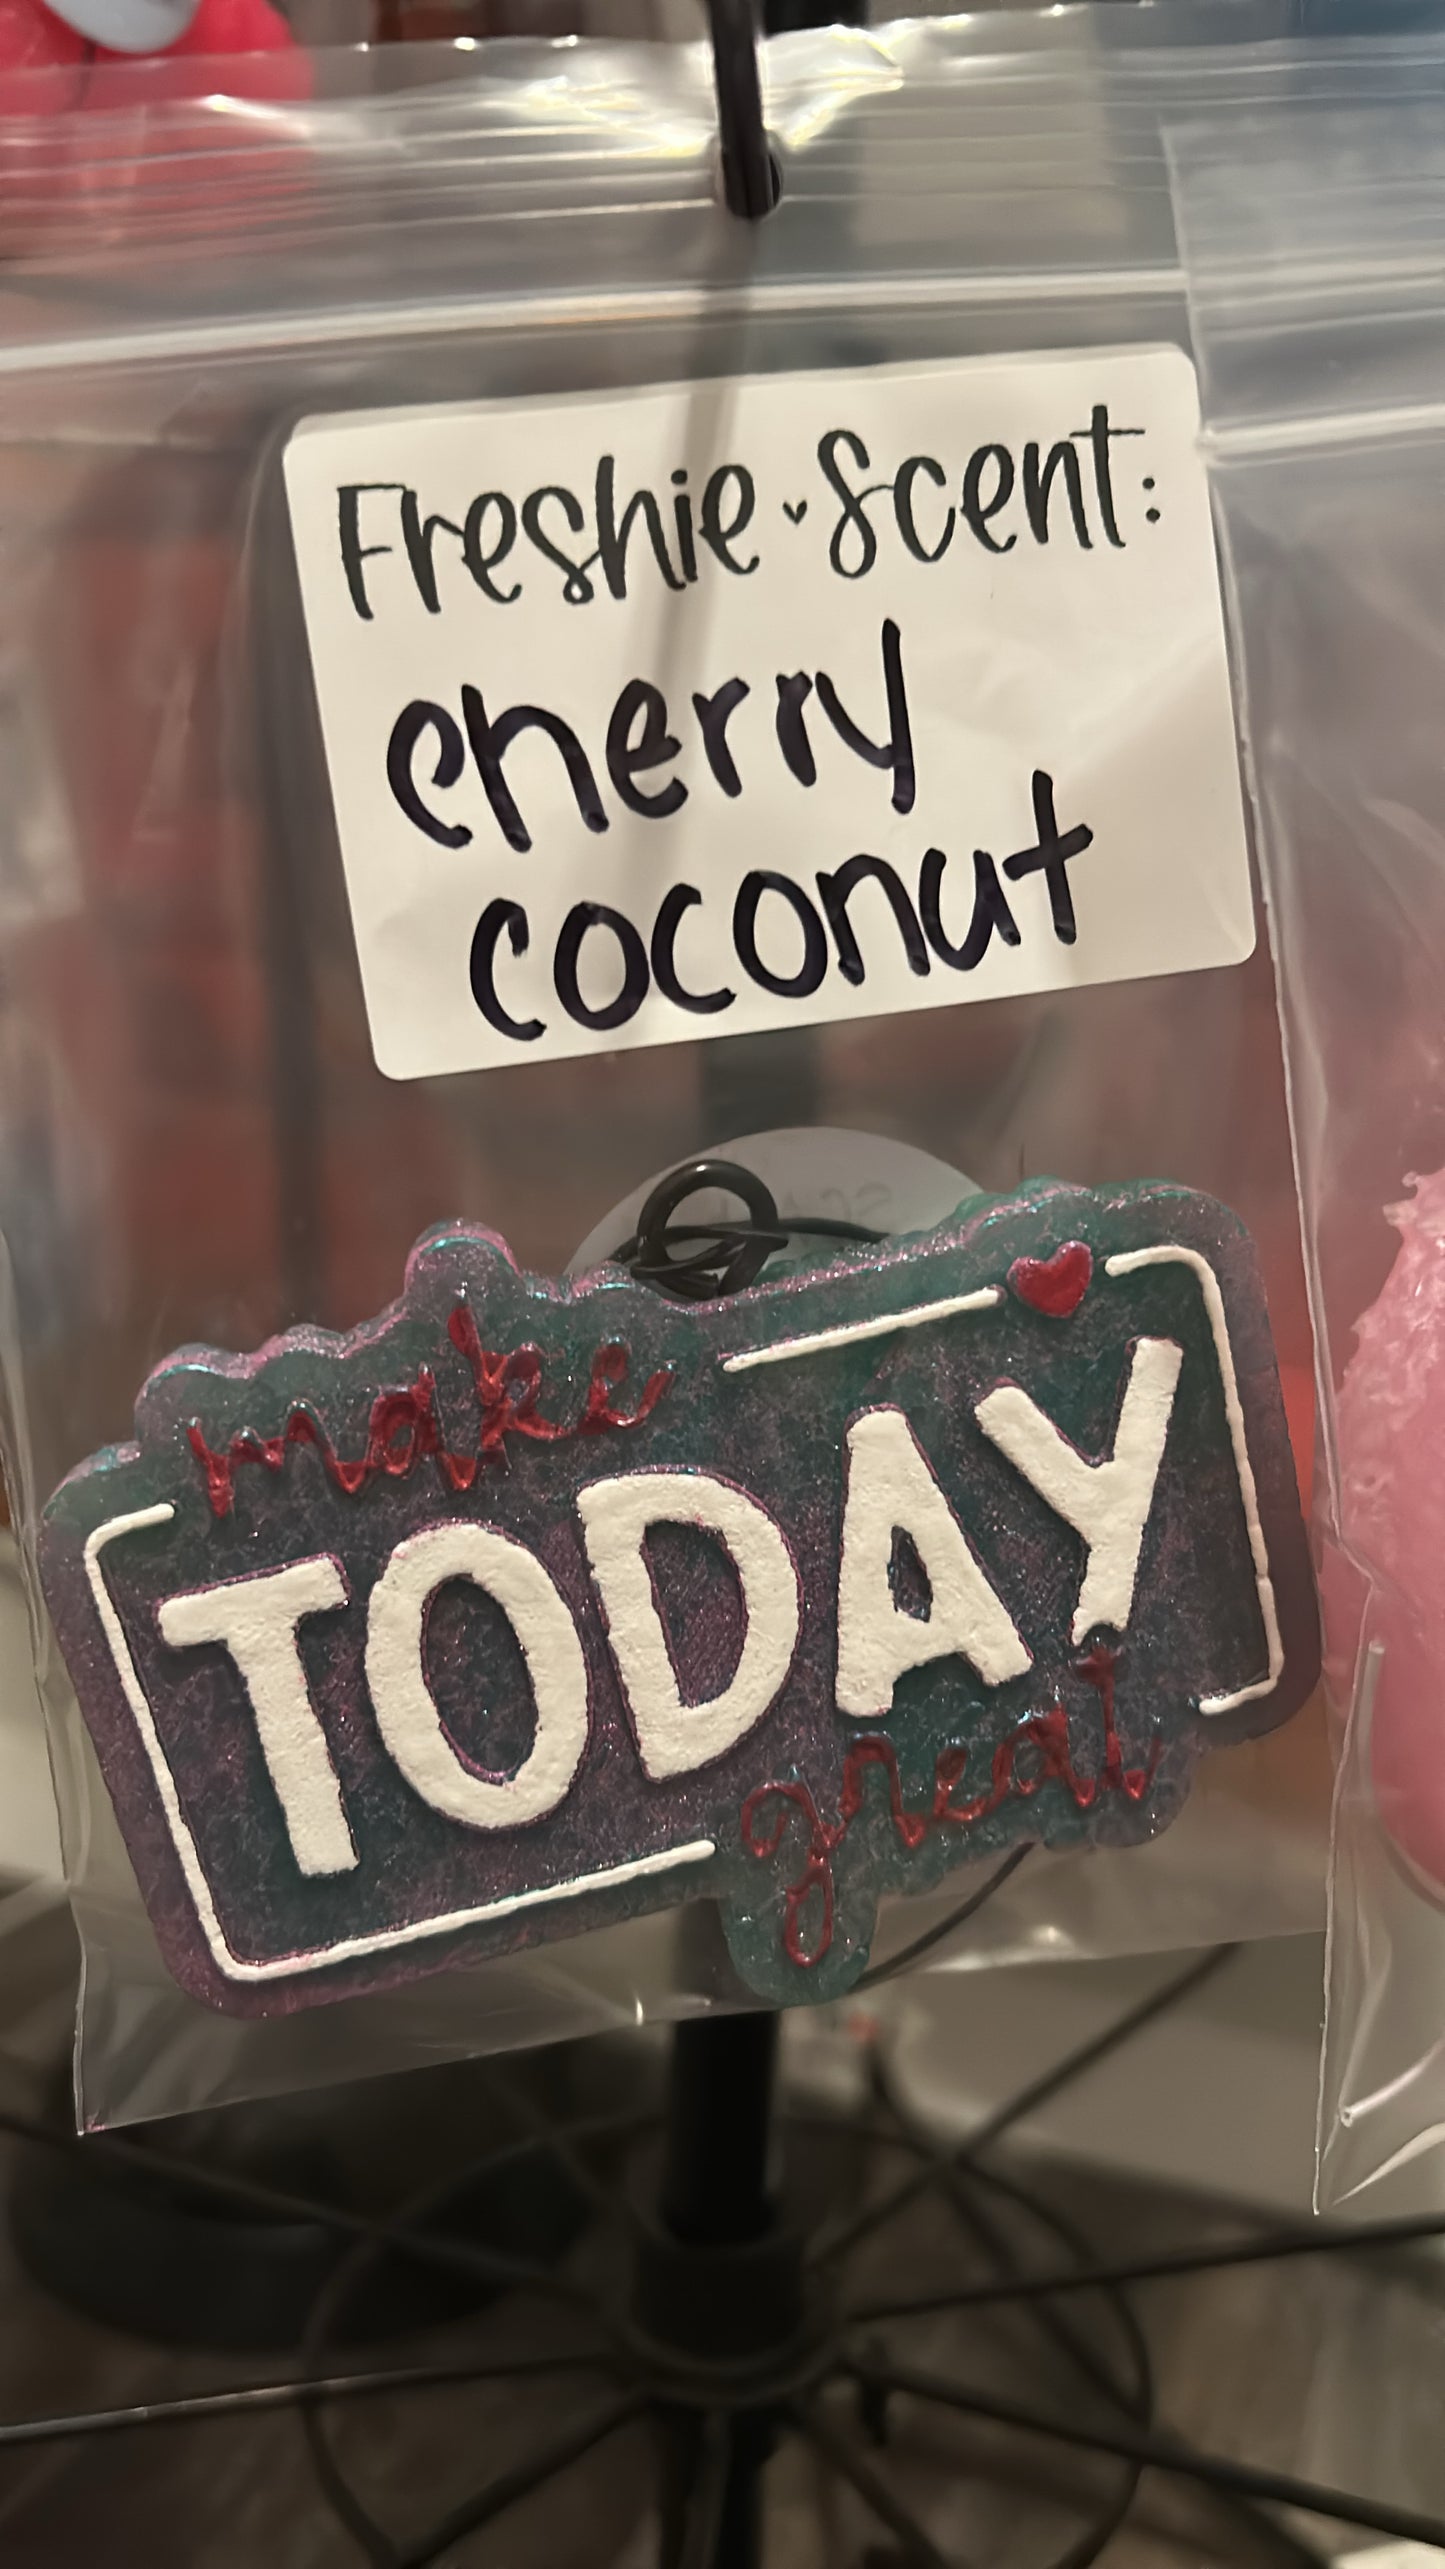 Freshie Scent:
cherry
coconut
make
TODAY
great